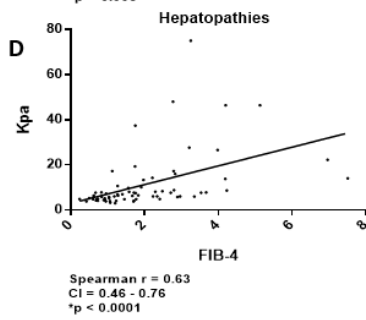 Hepatopathies
D
80
60
40
20
0
Kpa
0 2 4 6 8
FIB-4
Spearman r = 0.63
CI = 0.46 - 0.76
*p < 0.0001